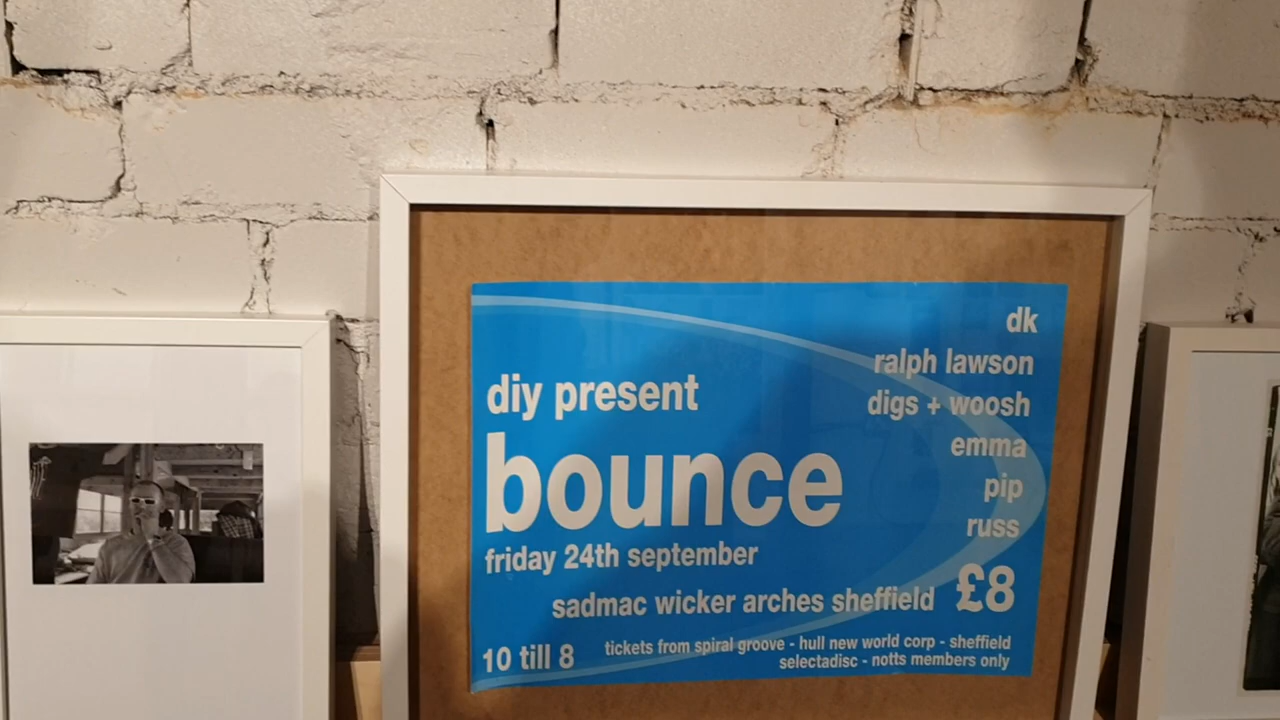 diy present
bounce
friday 24th september
sadmac wicker arches sheffield £8
10 till 8
tickets from spiral groove - hull new world corp - sheffield
selectadisc - notts members only
dk
ralph lawson
digs + woosh
emma
pip
russ